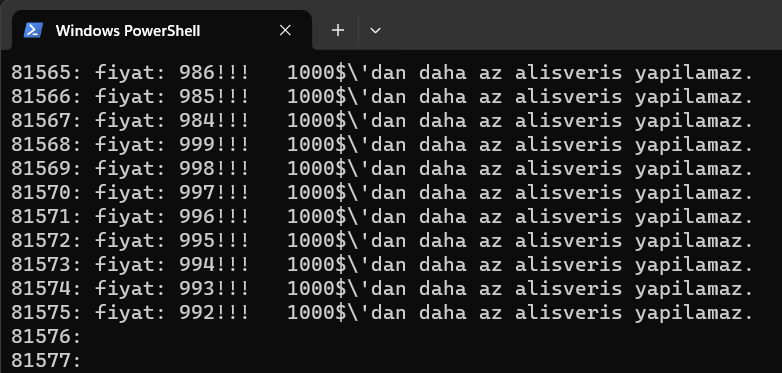 Windows PowerShell
81565: fiyat: 986!!!   1000$\'dan daha az alisveris yapilamaz.
81566: fiyat: 985!!!   1000$\'dan daha az alisveris yapilamaz.
81567: fiyat: 984!!!   1000$\'dan daha az alisveris yapilamaz.
81568: fiyat: 999!!!   1000$\'dan daha az alisveris yapilamaz.
81569: fiyat: 998!!!   1000$\'dan daha az alisveris yapilamaz.
81570: fiyat: 997!!!   1000$\'dan daha az alisveris yapilamaz.
81571: fiyat: 996!!!   1000$\'dan daha az alisveris yapilamaz.
81572: fiyat: 995!!!   1000$\'dan daha az alisveris yapilamaz.
81573: fiyat: 994!!!   1000$\'dan daha az alisveris yapilamaz.
81574: fiyat: 993!!!   1000$\'dan daha az alisveris yapilamaz.
81575: fiyat: 992!!!   1000$\'dan daha az alisveris yapilamaz.
81576:
81577: